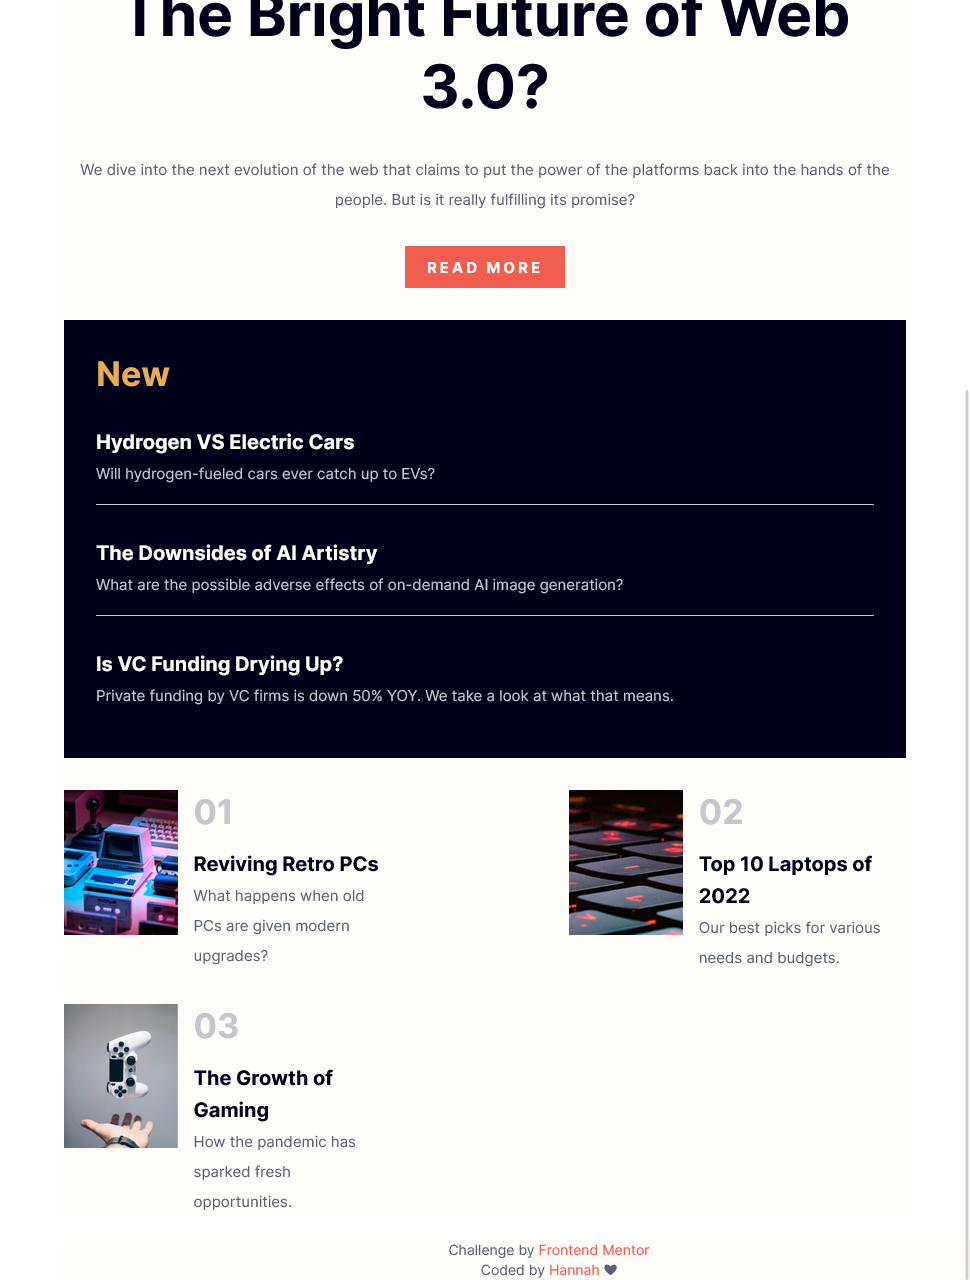 The Bright Future of Web
3.0?
We dive into the next evolution of the web that claims to put the power of the platforms back into the hands of the
people. But is it really fulfilling its promise?
READ MORE
New
Hydrogen VS Electric Cars
Will hydrogen-fueled cars ever catch up to EVs?
The Downsides of AI Artistry
What are the possible adverse effects of on-demand AI image generation?
Is VC Funding Drying Up?
Private funding by VC firms is down 50% YOY. We take a look at what that means.
01
Reviving Retro PCs
What happens when old
PCs are given modern
upgrades?
02
Top 10 Laptops of
2022
Our best picks for various
needs and budgets.
03
The Growth of
Gaming
How the pandemic has
sparked fresh
opportunities.
Challenge by Frontend Mentor
Coded by Hannah 🖤